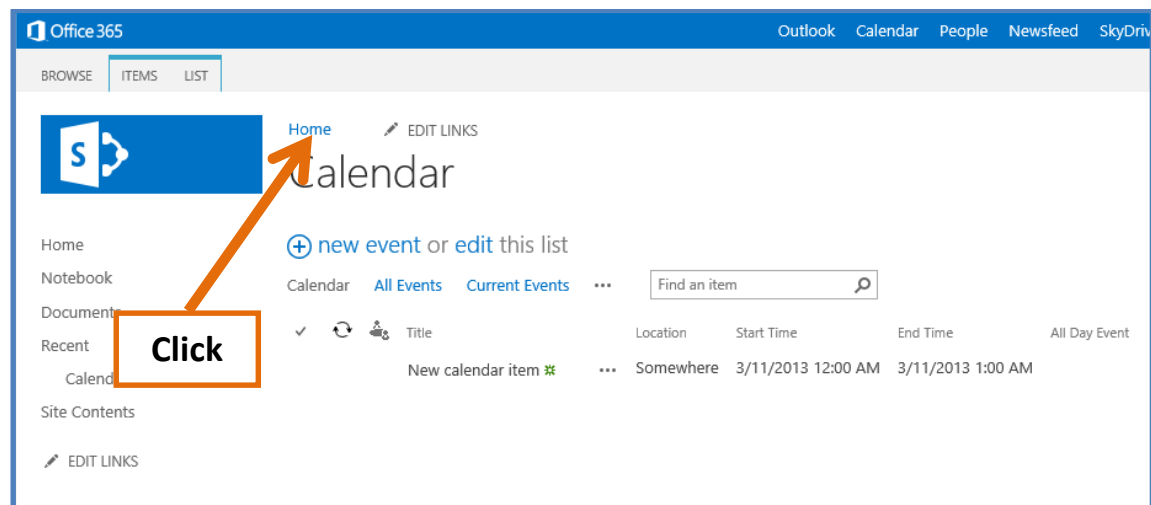 Office 365
Outlook Calendar People Newsfeed SkyDriv
BROWSE ITEMS LIST
S
Home EDIT LINKS
Calendar
Home
Notebook
Documents
Recent
Calend
Site Contents
EDIT LINKS
Click
new event or edit this list
Calendar All Events Current Events ... Find an item
Title Location Start Time End Time All Day Event
New calendar item ... Somewhere 3/11/2013 12:00 AM 3/11/2013 1:00 AM